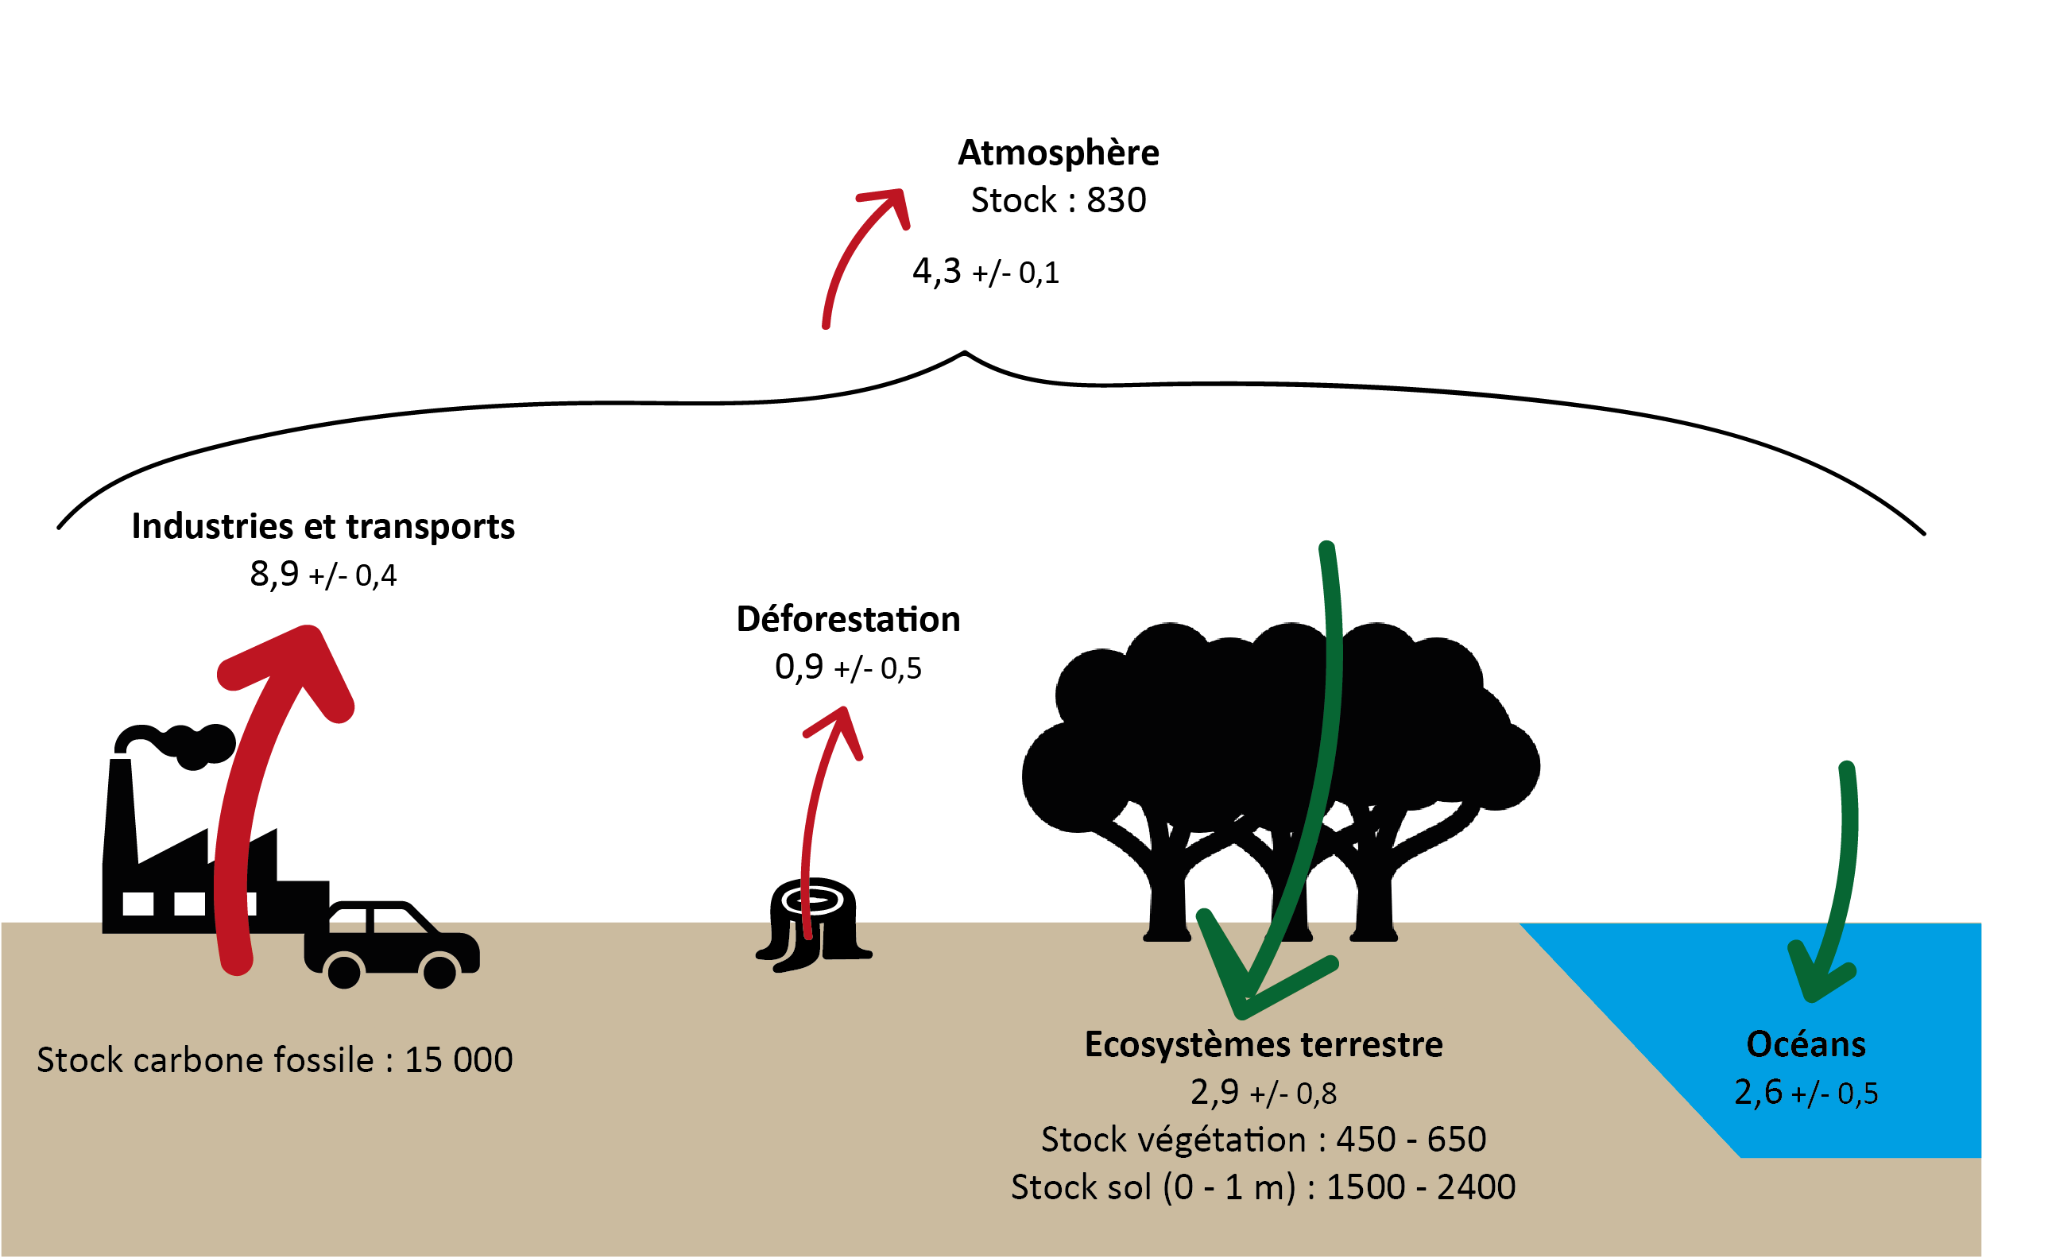 Atmosphère
Stock : 830
4,3 +/- 0,1
Industries et transports
8,9 +/- 0,4
Déforestation
0,9 +/- 0,5
Stock carbone fossile : 15 000
Ecosystèmes terrestre
2,9 +/- 0,8
Stock végétation : 450 - 650
Stock sol (0 - 1 m) : 1500 - 2400
Océans
2,6 +/- 0,5